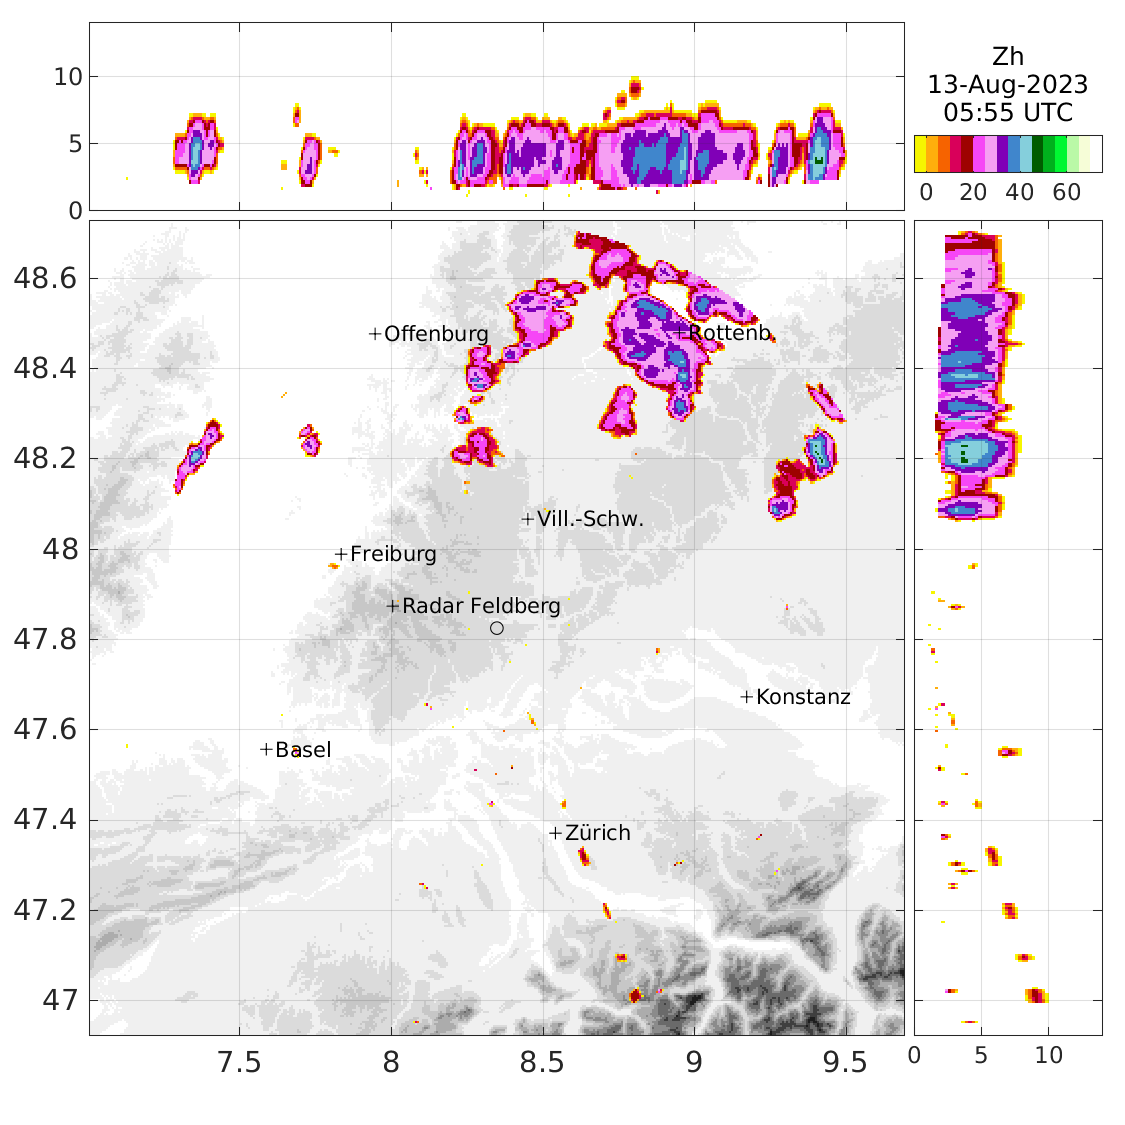 Zh
13-Aug-2023
05:55 UTC
0 20 40 60
10
5
0
48.6
48.4
48.2
48
47.8
47.6
47.4
47.2
47
+Offenburg
+Rottenb.
+Vill.-Schw.
+Freiburg
+Radar Feldberg
+Konstanz
+Basel
+Zürich
7.5 8 8.5 9 9.5
0 5 10